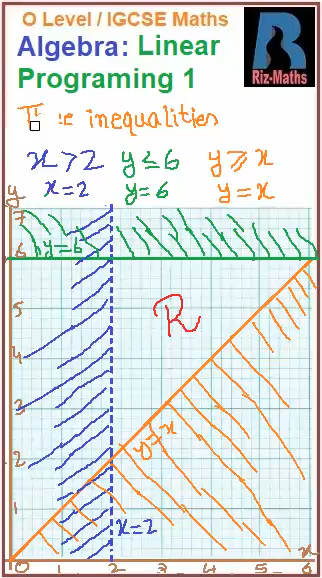 O Level / IGCSE Maths
Algebra: Linear
Programing 1
Riz-Maths
inequalities
x > 2 y ≤ 6 y ⩾ x
x = 2 y = 6 y = x
y
7
y = 6
6
R
5
4
3
y = x
2
1
x = 2
x
0 1 2 3 4 5 6